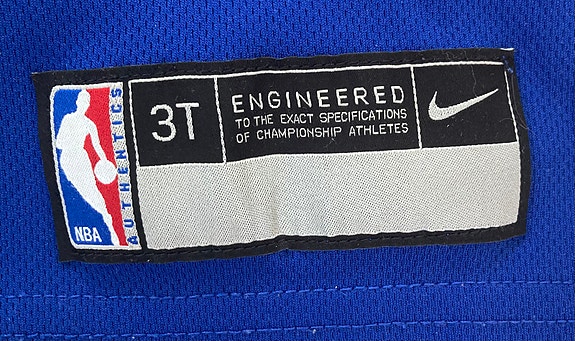 NBA
AUTHENTICS
3T
ENGINEERED
TO THE EXACT SPECIFICATIONS
OF CHAMPIONSHIP ATHLETES